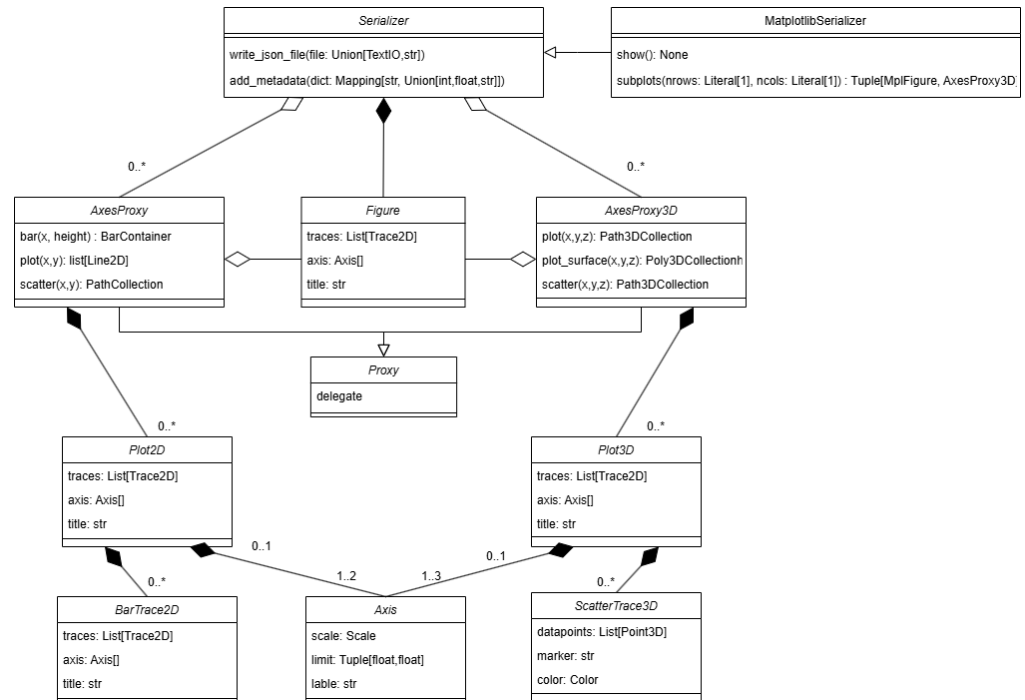 Serializer
write_json_file(file: Union[TextIO,str])
add_metadata(dict: Mapping[str, Union[int,float,str]])
MatplotlibSerializer
show(): None
subplots(nrows: Literal[1], ncols: Literal[1]) : Tuple[MplFigure, AxesProxy3D]
0..*
0..*
AxesProxy
bar(x, height) : BarContainer
plot(x,y): list[Line2D]
scatter(x,y): PathCollection
Figure
traces: List[Trace2D]
axis: Axis[]
title: str
AxesProxy3D
plot(x,y,z): Path3DCollection
plot_surface(x,y,z): Poly3DCollectionh
scatter(x,y,z): Path3DCollection
Proxy
delegate
0..*
0..*
Plot2D
traces: List[Trace2D]
axis: Axis[]
title: str
Plot3D
traces: List[Trace2D]
axis: Axis[]
title: str
0..1
0..1
0..*
1..2
1..3
0..*
BarTrace2D
traces: List[Trace2D]
axis: Axis[]
title: str
Axis
scale: Scale
limit: Tuple[float,float]
lable: str
ScatterTrace3D
datapoints: List[Point3D]
marker: str
color: Color